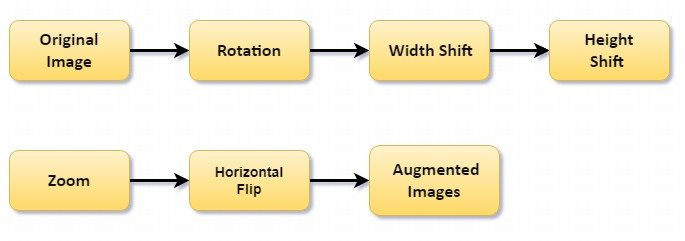 Original
Image
Rotation
Width Shift
Height
Shift
Zoom
Horizontal
Flip
Augmented
Images